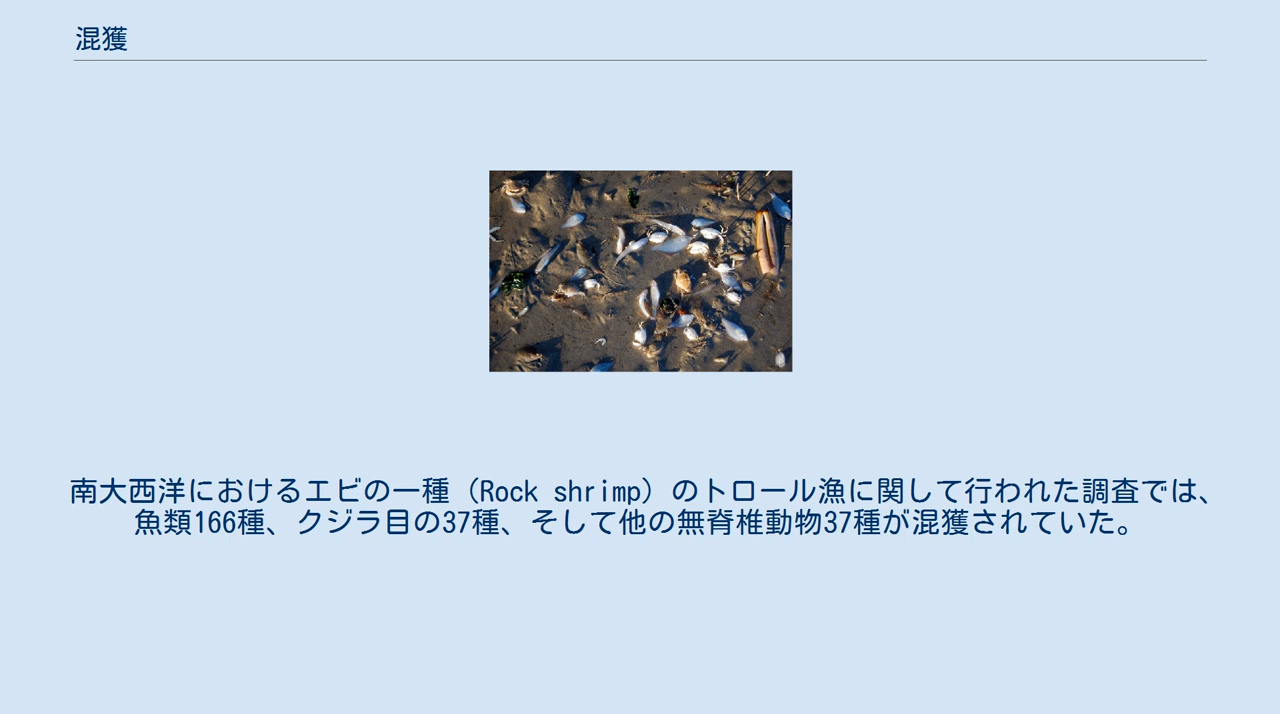 混獲
南大西洋におけるエビの一種（Rock shrimp）のトロール漁に関して行われた調査では、
魚類166種、クジラ目の37種、そして他の無脊椎動物37種が混獲されていた。